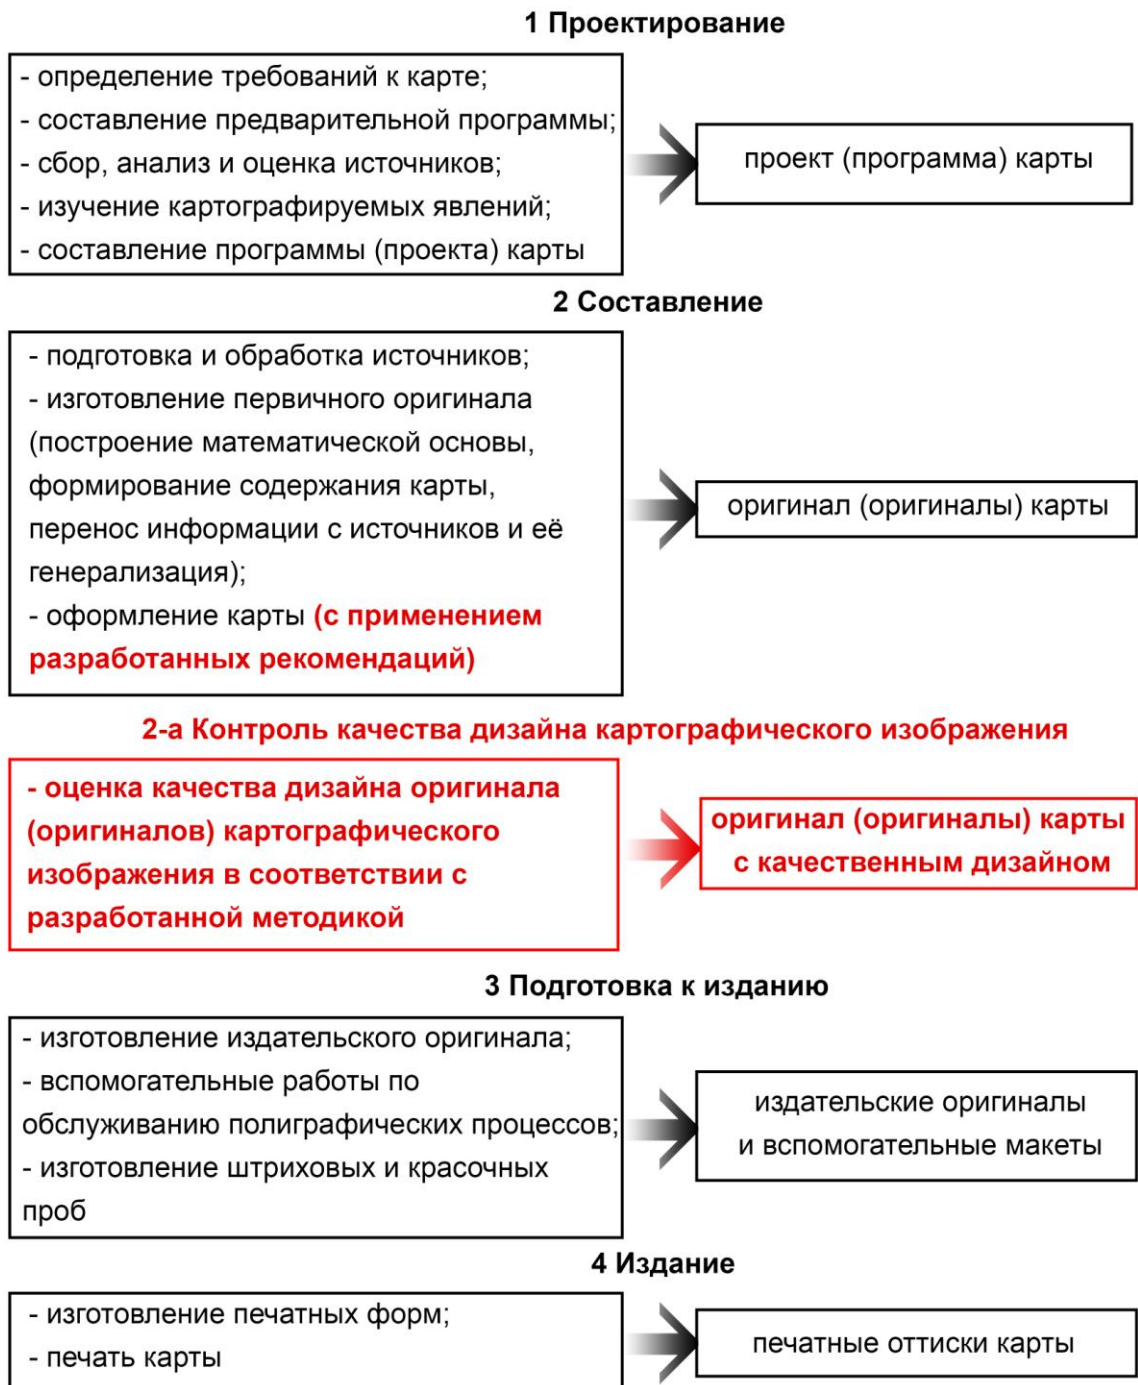 1 Проектирование
- определение требований к карте;
- составление предварительной программы;
- сбор, анализ и оценка источников;
- изучение картографируемых явлений;
- составление программы (проекта) карты
проект (программа) карты
2 Составление
- подготовка и обработка источников;
- изготовление первичного оригинала
(построение математической основы,
формирование содержания карты,
перенос информации с источников и её
генерализация);
- оформление карты (с применением
разработанных рекомендаций)
оригинал (оригиналы) карты
2-а Контроль качества дизайна картографического изображения
- оценка качества дизайна оригинала
(оригиналов) картографического
изображения в соответствии с
разработанной методикой
оригинал (оригиналы) карты
с качественным дизайном
3 Подготовка к изданию
- изготовление издательского оригинала;
- вспомогательные работы по
обслуживанию полиграфических процессов;
- изготовление штриховых и красочных
проб
издательские оригиналы
и вспомогательные макеты
4 Издание
- изготовление печатных форм;
- печать карты
печатные оттиски карты